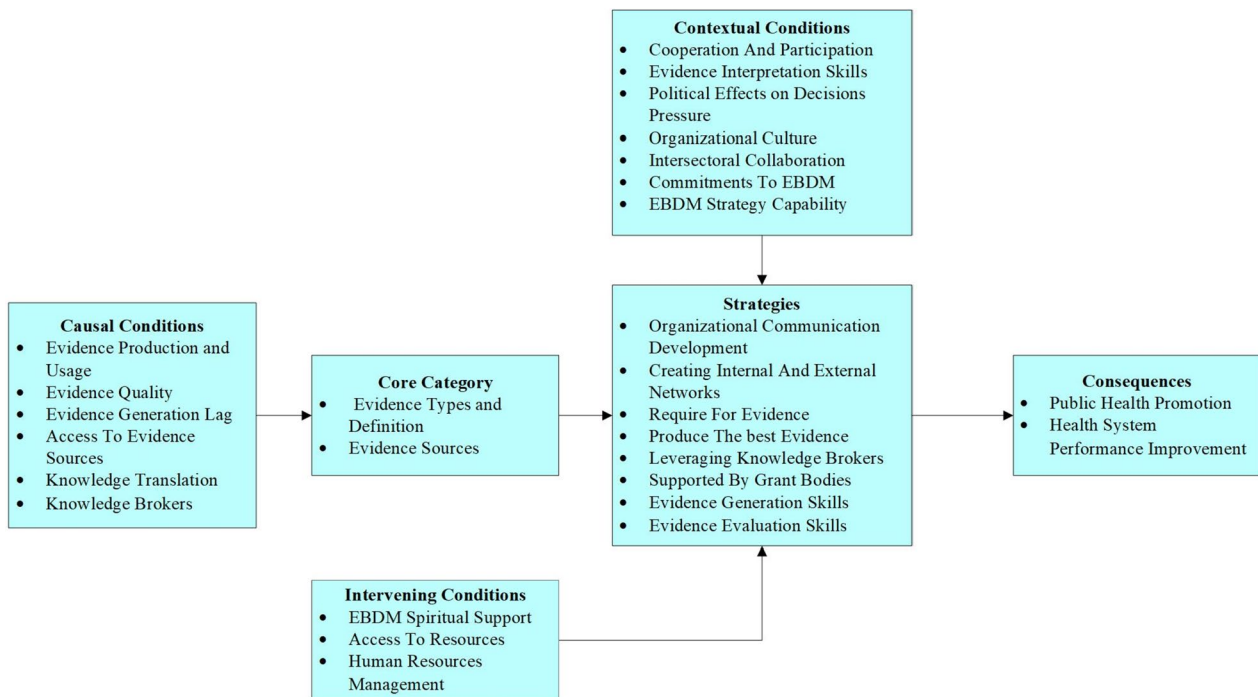 Contextual Conditions
• Cooperation And Participation
• Evidence Interpretation Skills
• Political Effects on Decisions
Pressure
• Organizational Culture
• Intersectoral Collaboration
• Commitments To EBDM
• EBDM Strategy Capability
Causal Conditions
• Evidence Production and
Usage
• Evidence Quality
• Evidence Generation Lag
• Access To Evidence
Sources
• Knowledge Translation
• Knowledge Brokers
Core Category
• Evidence Types and
Definition
• Evidence Sources
Strategies
• Organizational Communication
Development
• Creating Internal And External
Networks
• Require For Evidence
• Produce The best Evidence
• Leveraging Knowledge Brokers
• Supported By Grant Bodies
• Evidence Generation Skills
• Evidence Evaluation Skills
Consequences
• Public Health Promotion
• Health System
Performance Improvement
Intervening Conditions
• EBDM Spiritual Support
• Access To Resources
• Human Resources
Management